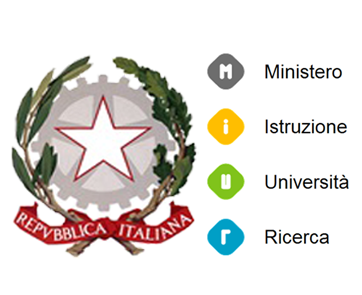 REPVBBLICA ITALIANA
M Ministero
i Istruzione
U Università
r Ricerca